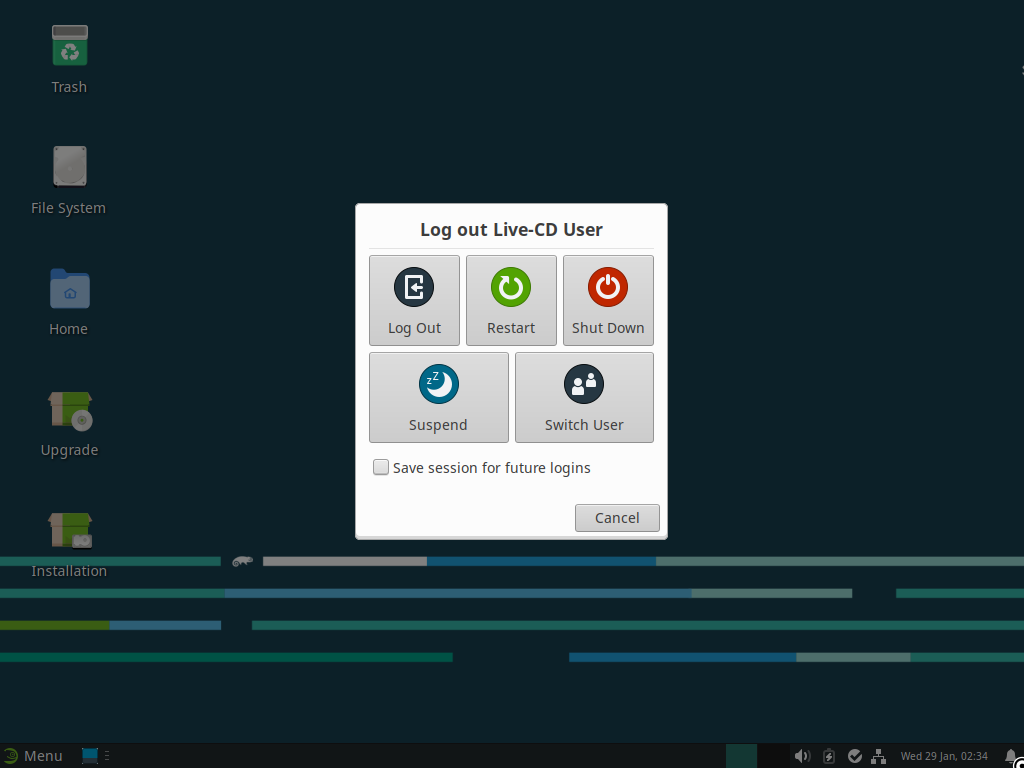 Trash
File System
Home
Upgrade
Installation
Log out Live-CD User
Log Out
Restart
Shut Down
zZ
Suspend
Switch User
Save session for future logins
Cancel
Menu
Wed 29 Jan, 02:34